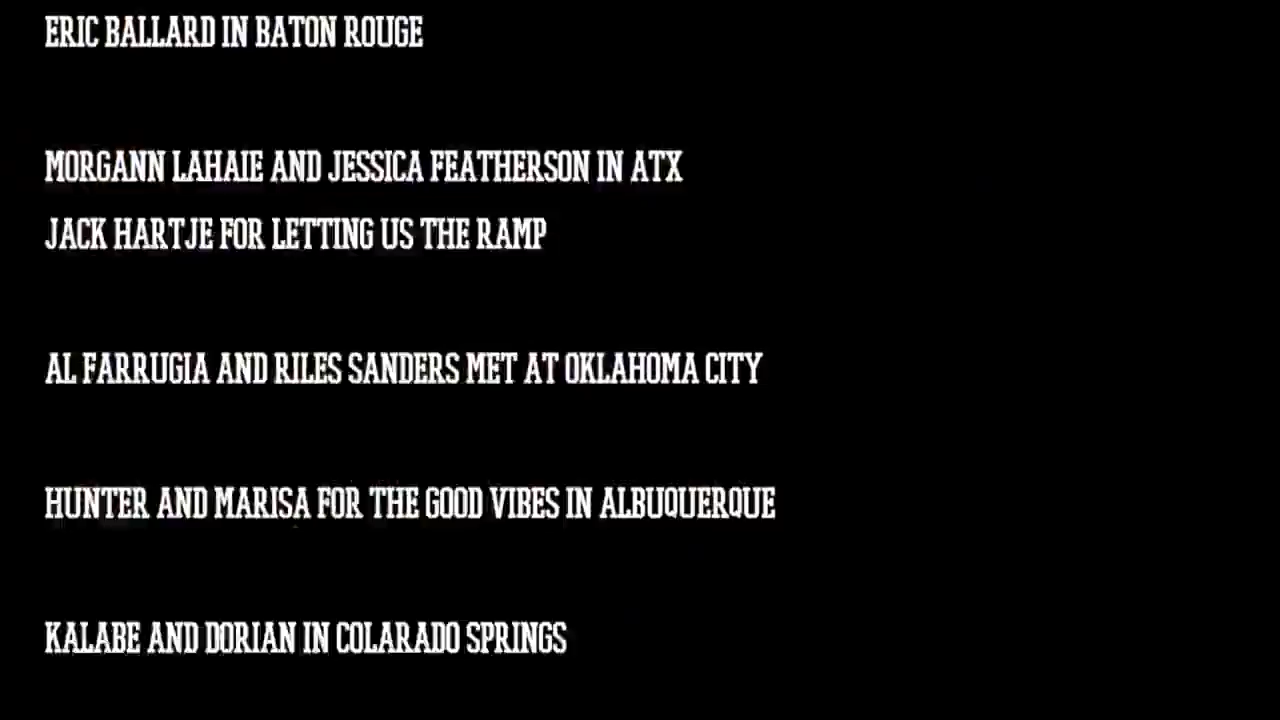 ERIC BALLARD IN BATON ROUGE
MORGANN LAHAIE AND JESSICA FEATHERSON IN ATX
JACK HARTJE FOR LETTING US THE RAMP
AL FARRUGIA AND RILES SANDERS MET AT OKLAHOMA CITY
HUNTER AND MARISA FOR THE GOOD VIBES IN ALBUQUERQUE
KALABE AND DORIAN IN COLARADO SPRINGS